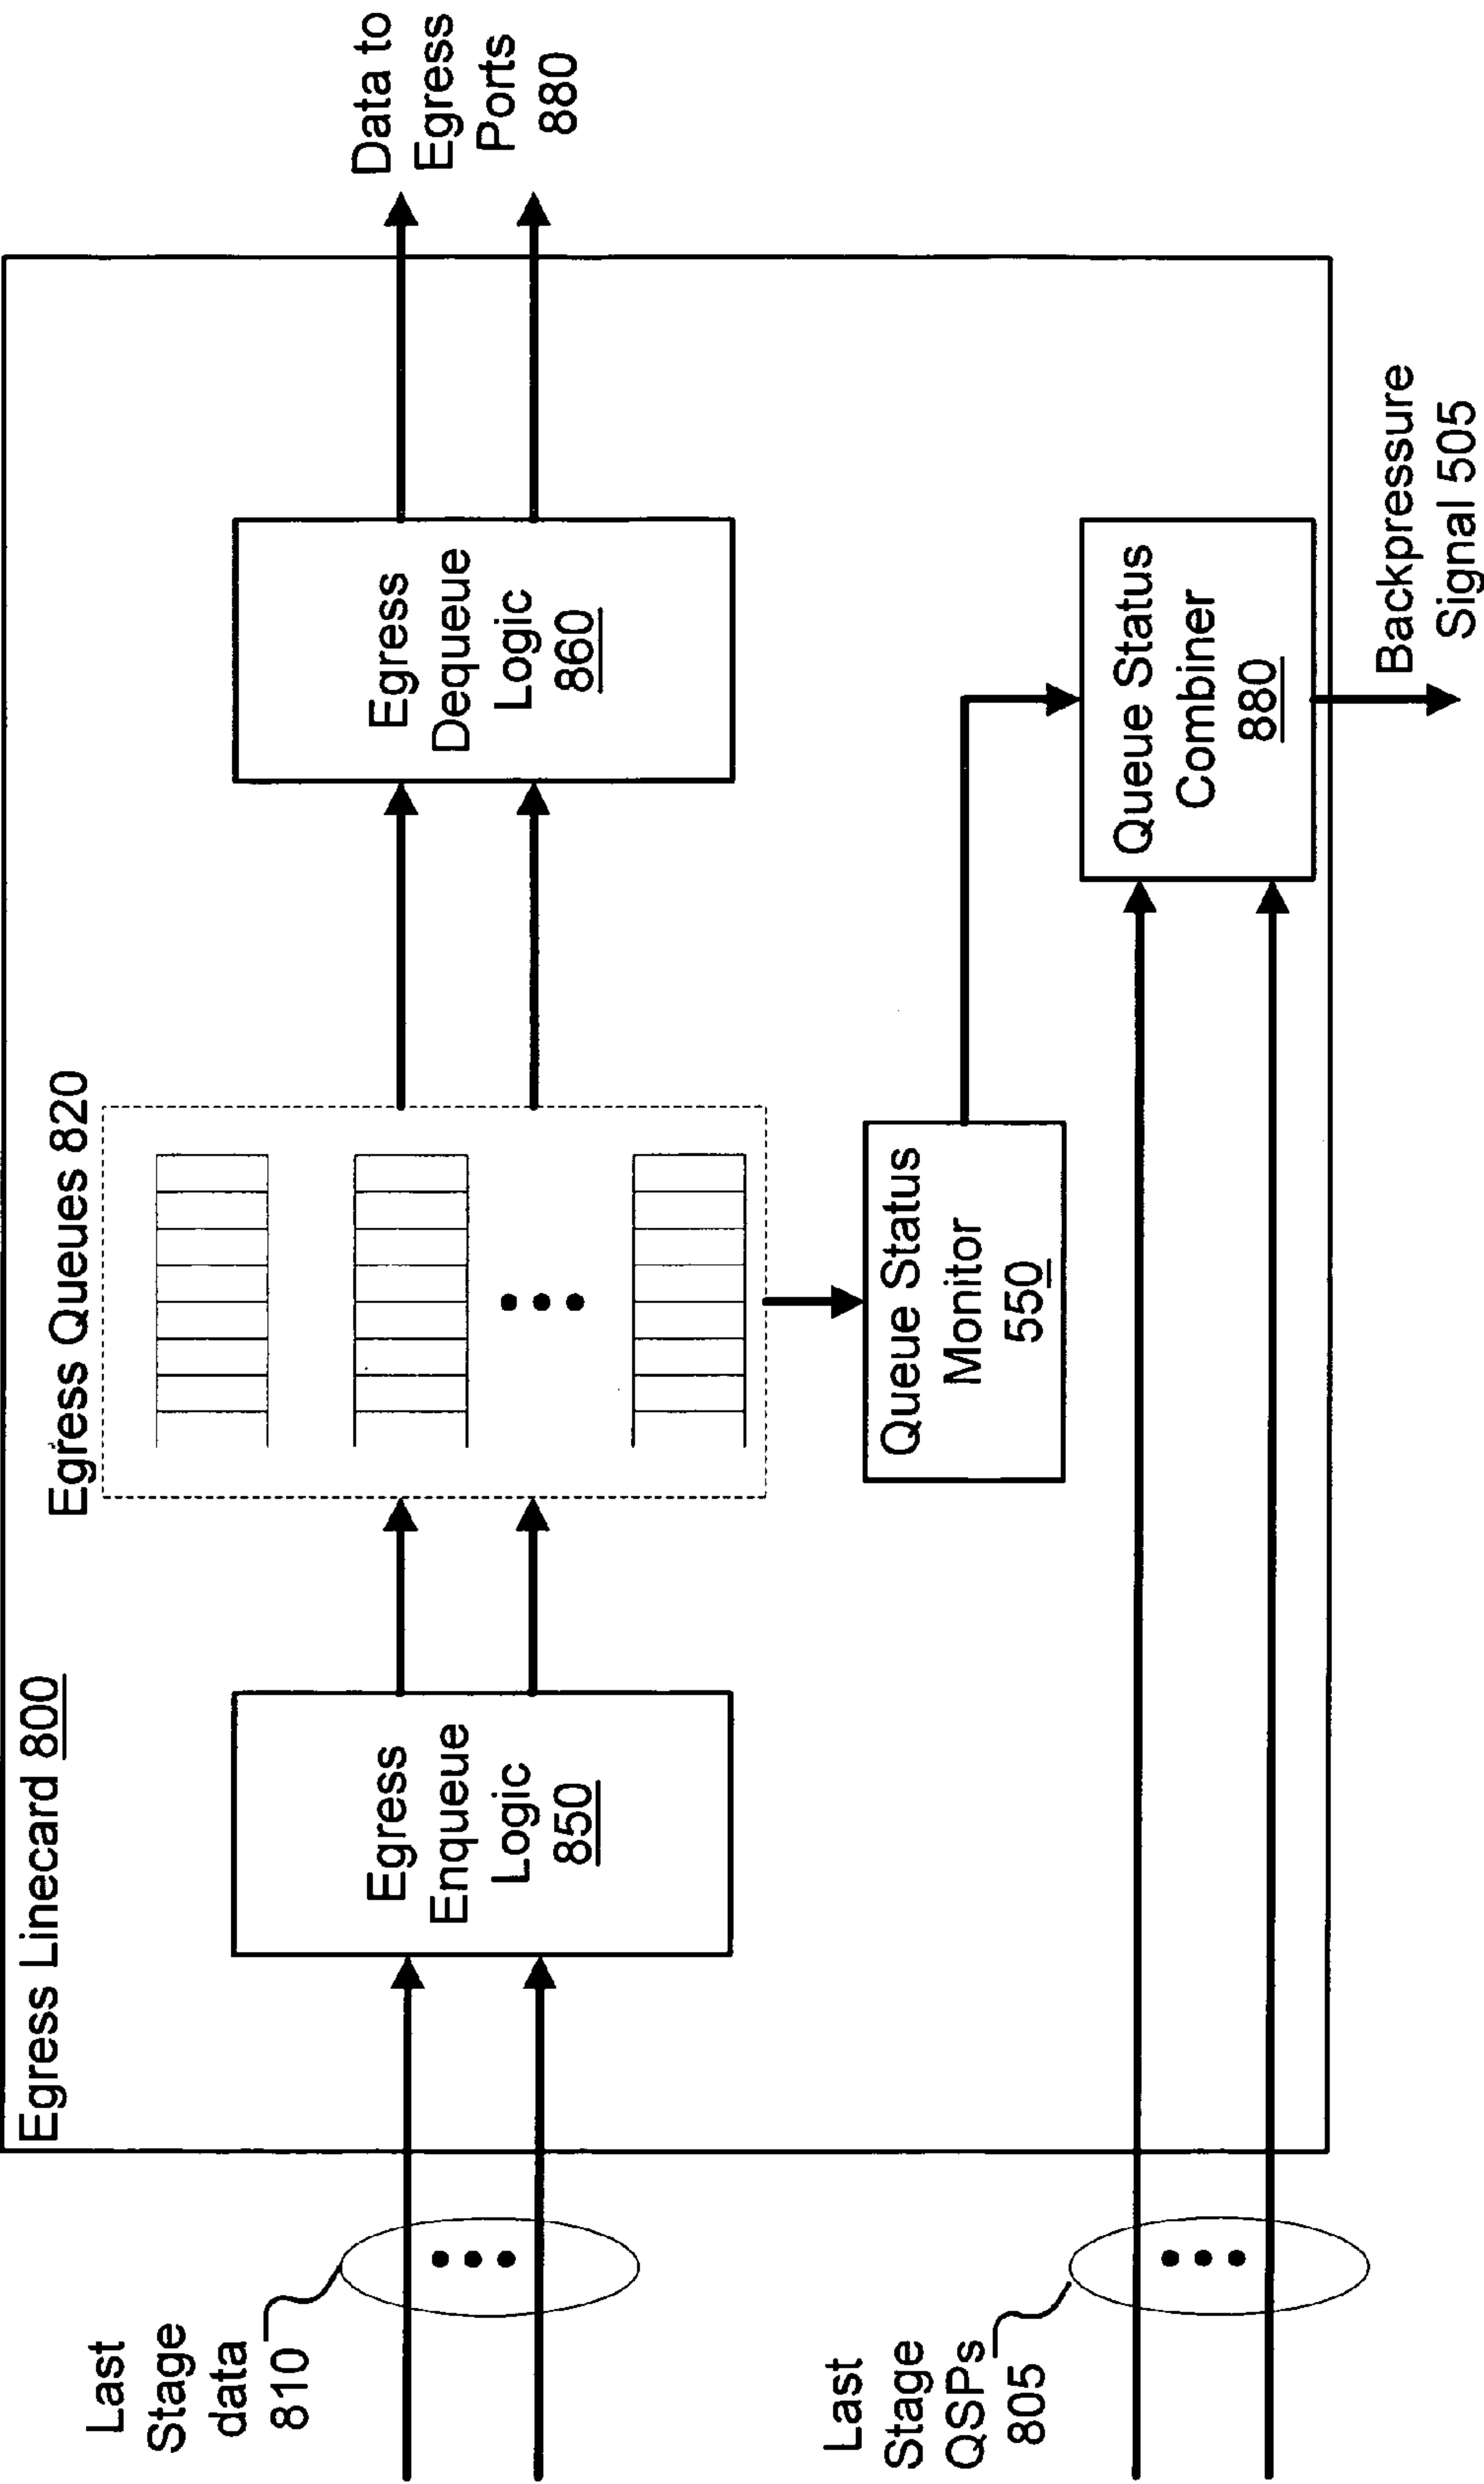 Egress Linecard 800
Egress Queues 820
Last
Stage
data
810
Egress
Enqueue
Logic
850
Egress
Dequeue
Logic
860
Data to
Egress
Ports
880
Queue Status
Monitor
550
Last
Stage
QSPs
805
Queue Status
Combiner
880
Backpressure
Signal 505